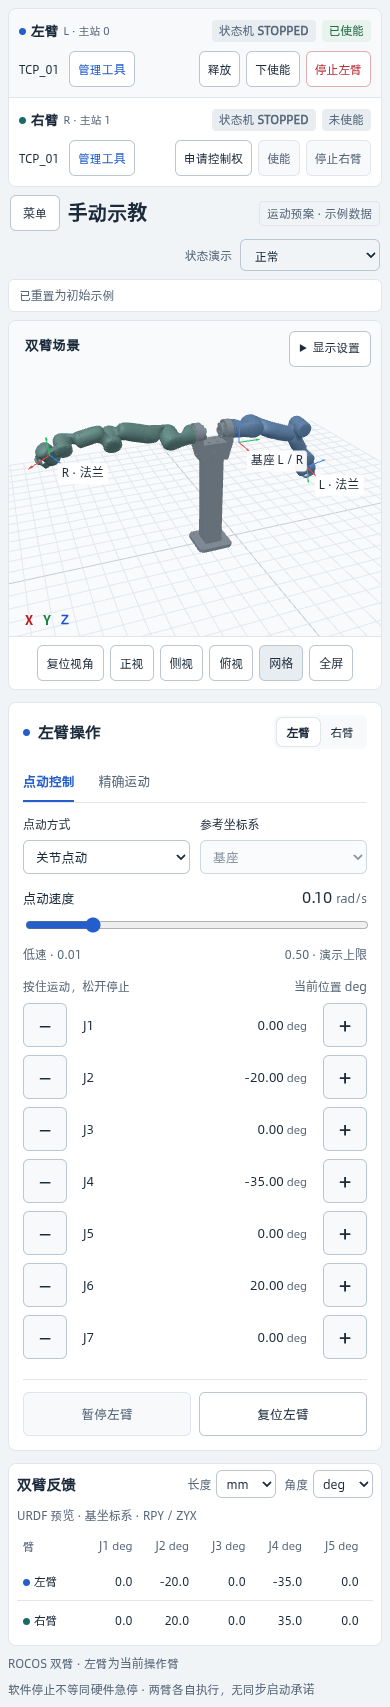 左臂 L · 主站 0 状态机 STOPPED 已使能
TCP_01 管理工具 释放 下使能 停止左臂
右臂 R · 主站 1 状态机 STOPPED 未使能
TCP_01 管理工具 申请控制权 使能 停止右臂
菜单 手动示教 运动预案 · 示例数据
状态演示 正常
已重置为初始示例
双臂场景 ▶ 显示设置
基座 L / R
R · 法兰
L · 法兰
X Y Z
复位视角 正视 侧视 俯视 网格 全屏
左臂操作 左臂 右臂
点动控制 精确运动
点动方式 参考坐标系
关节点动 基座
点动速度 0.10 rad/s
低速 · 0.01 0.50 · 演示上限
按住运动，松开停止 当前位置 deg
− J1 0.00 deg +
− J2 -20.00 deg +
− J3 0.00 deg +
− J4 -35.00 deg +
− J5 0.00 deg +
− J6 20.00 deg +
− J7 0.00 deg +
暂停左臂 复位左臂
双臂反馈 长度 mm 角度 deg
URDF 预览 · 基坐标系 · RPY / ZYX
臂 J1 deg J2 deg J3 deg J4 deg J5 deg
左臂 0.0 -20.0 0.0 -35.0 0.0
右臂 0.0 20.0 0.0 35.0 0.0
ROCOS 双臂 · 左臂为当前操作臂
软件停止不等同硬件急停 · 两臂各自执行，无同步启动承诺